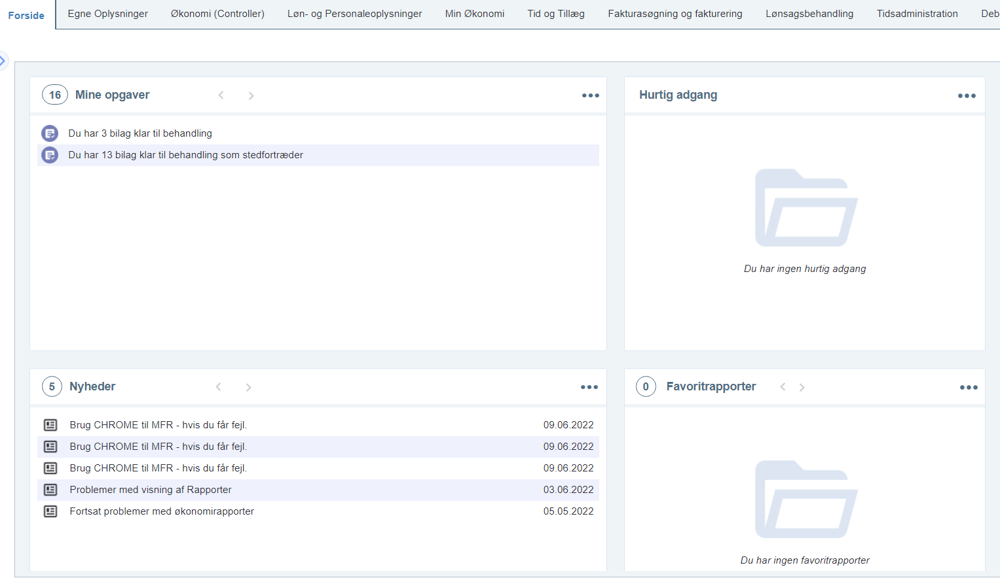 Forside Egne Oplysninger Økonomi (Controller) Løn- og Personaleoplysninger Min Økonomi Tid og Tillæg Fakturasøgning og fakturering Lønsagsbehandling Tidsadministration Deb
16 Mine opgaver
Du har 3 bilag klar til behandling
Du har 13 bilag klar til behandling som stedfortræder
Hurtig adgang
Du har ingen hurtig adgang
5 Nyheder
Brug CHROME til MFR - hvis du får fejl. 09.06.2022
Brug CHROME til MFR - hvis du får fejl. 09.06.2022
Brug CHROME til MFR - hvis du får fejl. 09.06.2022
Problemer med visning af Rapporter 03.06.2022
Fortsat problemer med økonomirapporter 05.05.2022
0 Favoritrapporter
Du har ingen favoritrapporter